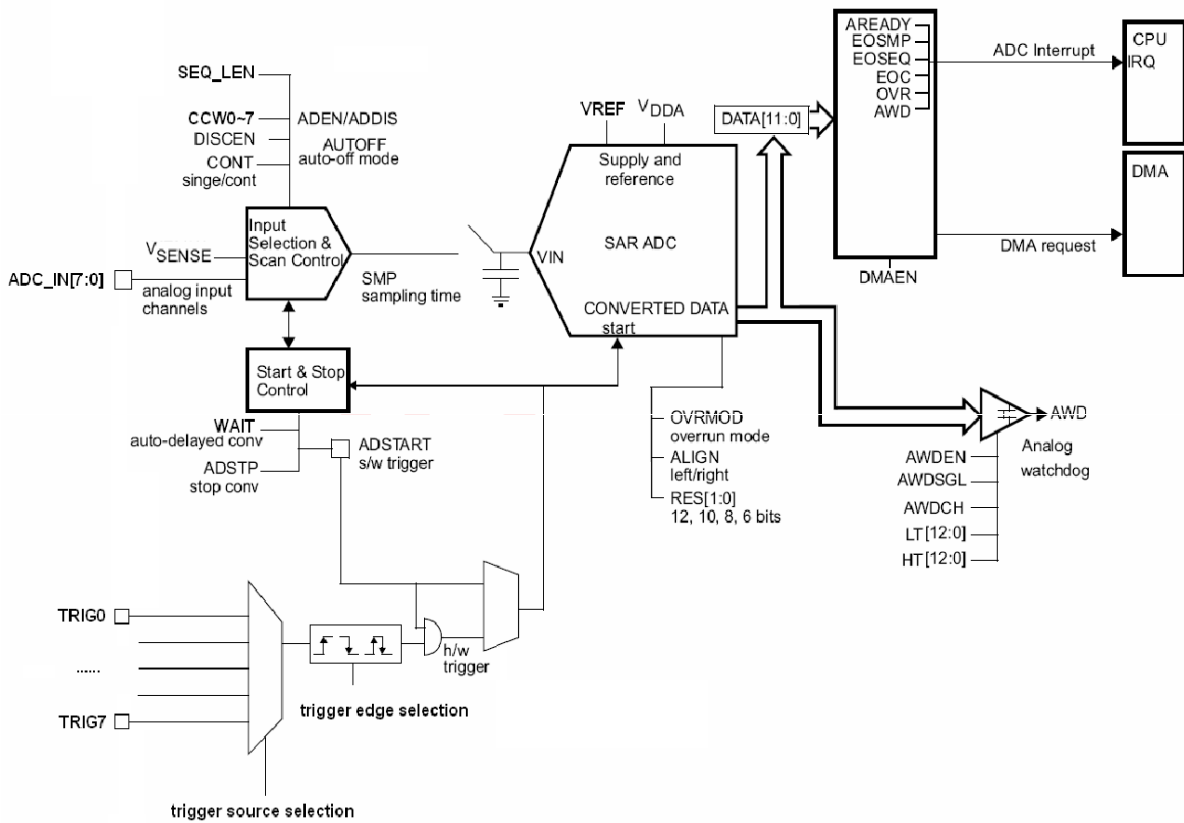 AREADY
EOSMP
EOSEQ
EOC
OVR
AWD
ADC Interrupt
CPU
IRQ
SEQ_LEN
CCW0~7
ADEN/ADDIS
DISCEN
AUTOFF
auto-off mode
CONT
singe/cont
VREF
VDDA
DATA[11:0]
Supply and
reference
DMA
Input
Selection &
Scan Control
SAR ADC
VSENSE
VIN
DMA request
ADC_IN[7:0]
analog input
channels
SMP
sampling time
DMAEN
CONVERTED DATA
start
Start & Stop
Control
WAIT
auto-delayed conv
ADSTART
s/w trigger
ADSTP
stop conv
OVRMOD
overrun mode
ALIGN
left/right
RES[1:0]
12, 10, 8, 6 bits
AWD
Analog
watchdog
AWDEN
AWDSGL
AWDCH
LT[12:0]
HT[12:0]
TRIG0
......
TRIG7
h/w
trigger
trigger edge selection
trigger source selection